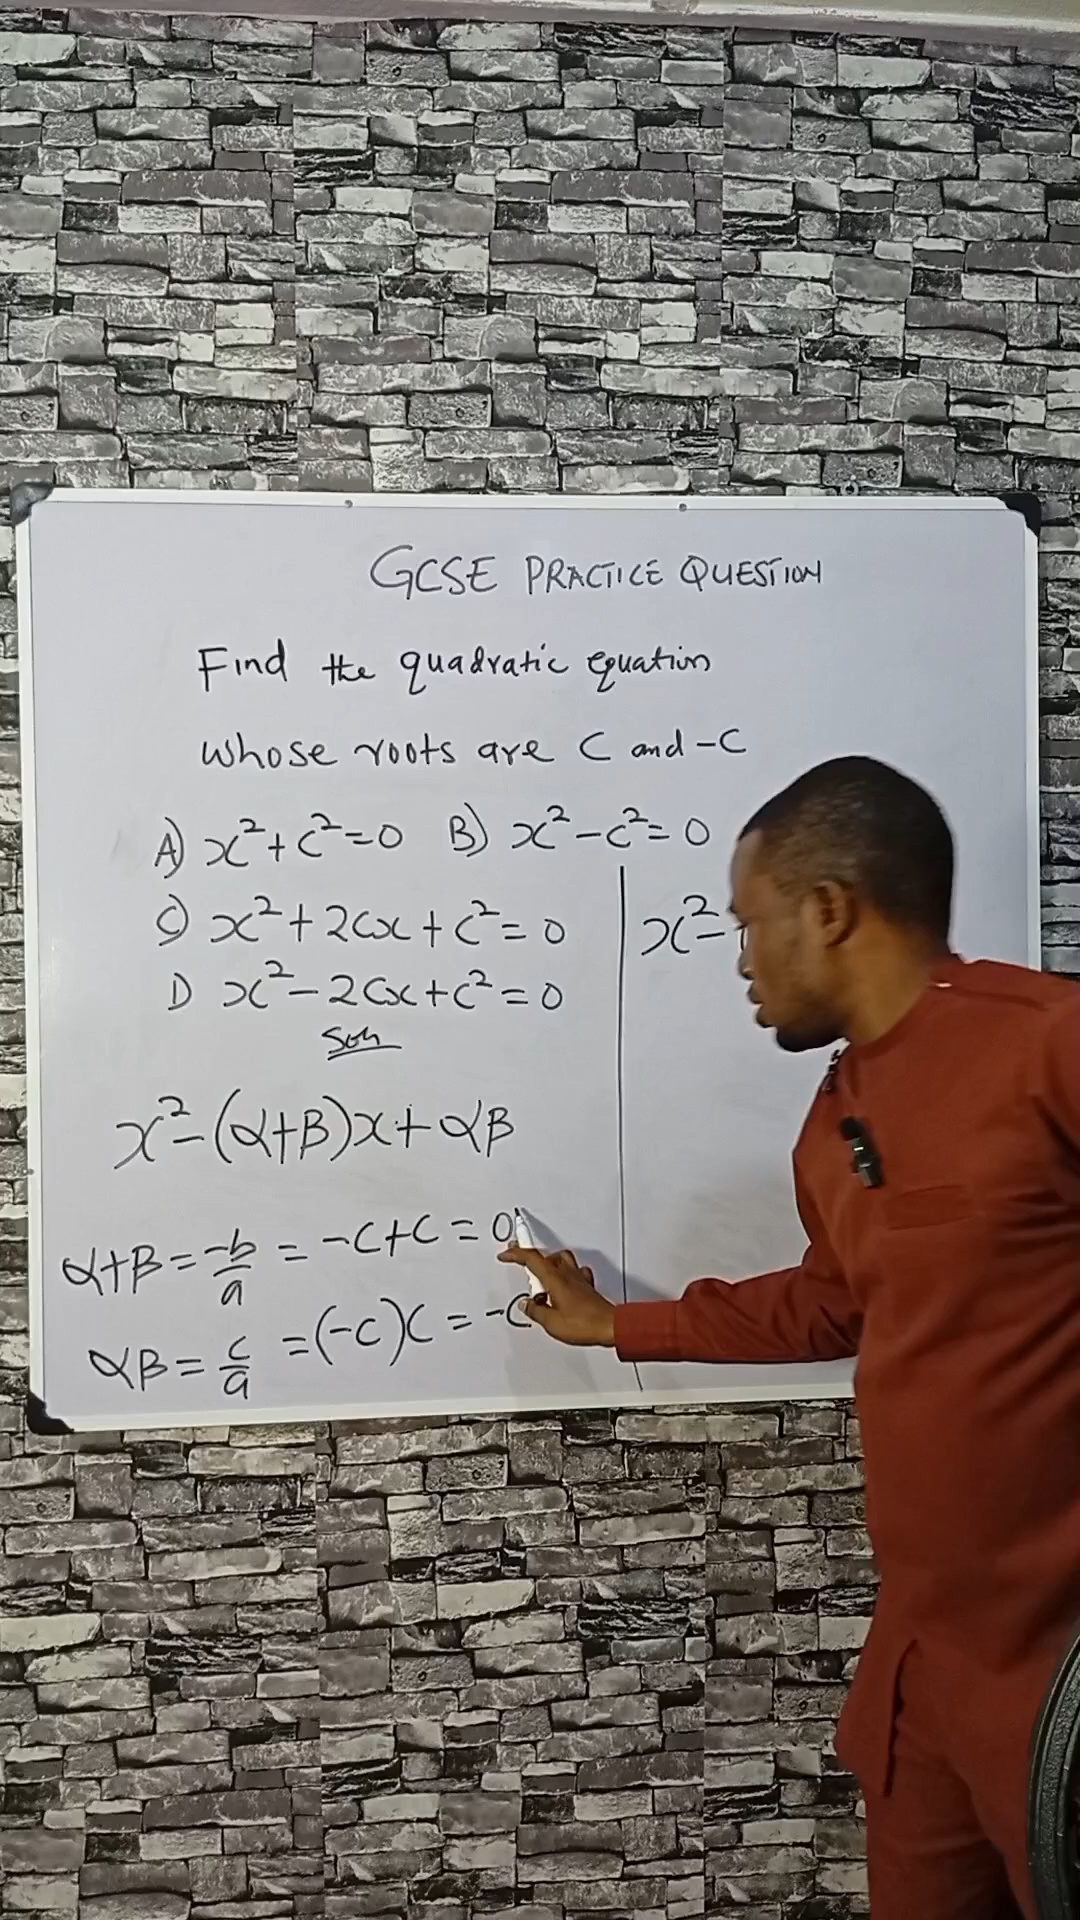 GCSE PRACTICE QUESTION
Find the quadratic equation
whose roots are C and -C
A) x²+c²=0 B) x²-c²=0
C) x²+2cx+c²=0
D x²-2cx+c²=0
Soln
x²-(α+β)x+αβ
α+β=-b/a = -C+C=0
αβ=c/a =(-c)c=-c
x²-